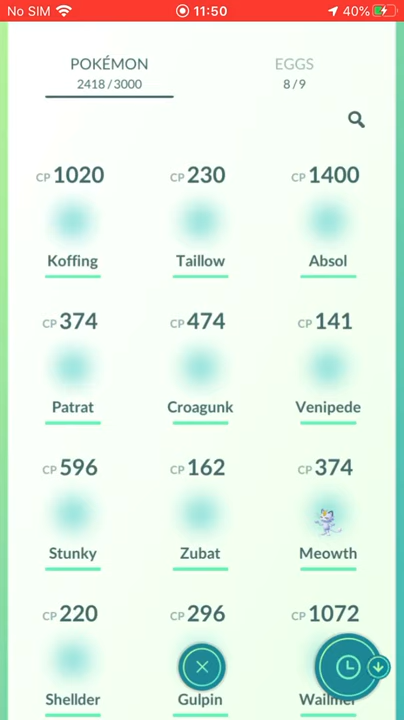 No SIM 11:50 40%
POKÉMON EGGS
2418/3000 8/9
CP 1020 CP 230 CP 1400
Koffing Taillow Absol
CP 374 CP 474 CP 141
Patrat Croagunk Venipede
CP 596 CP 162 CP 374
Stunky Zubat Meowth
CP 220 CP 296 CP 1072
Shellder Gulpin Wailmer